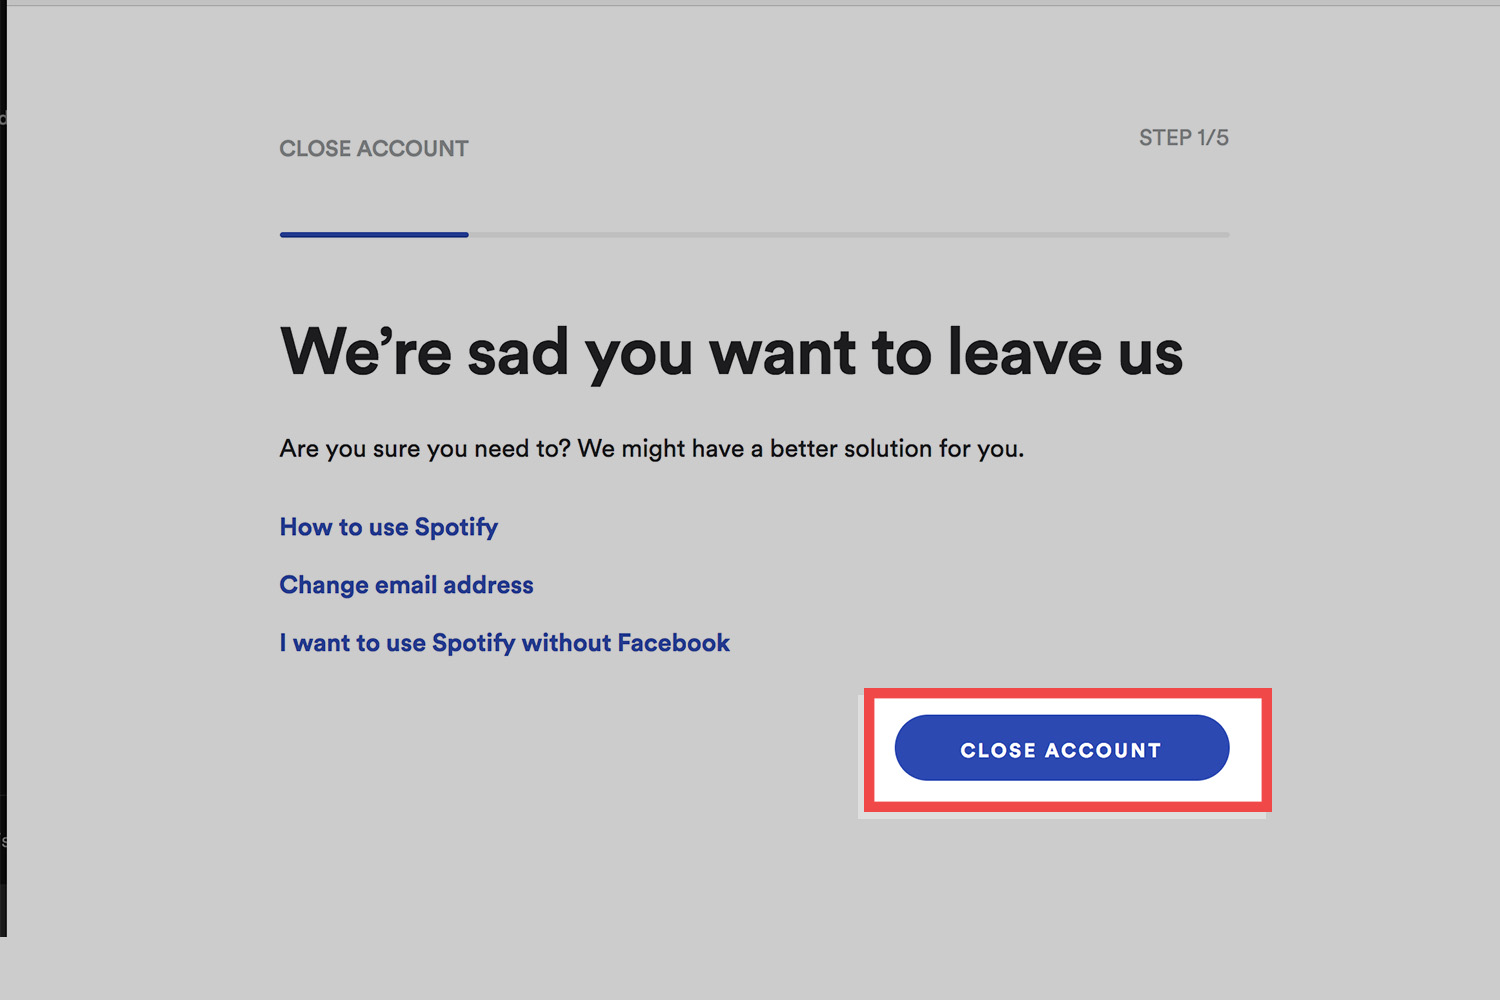 CLOSE ACCOUNT
STEP 1/5
We're sad you want to leave us
Are you sure you need to? We might have a better solution for you.
How to use Spotify
Change email address
I want to use Spotify without Facebook
CLOSE ACCOUNT